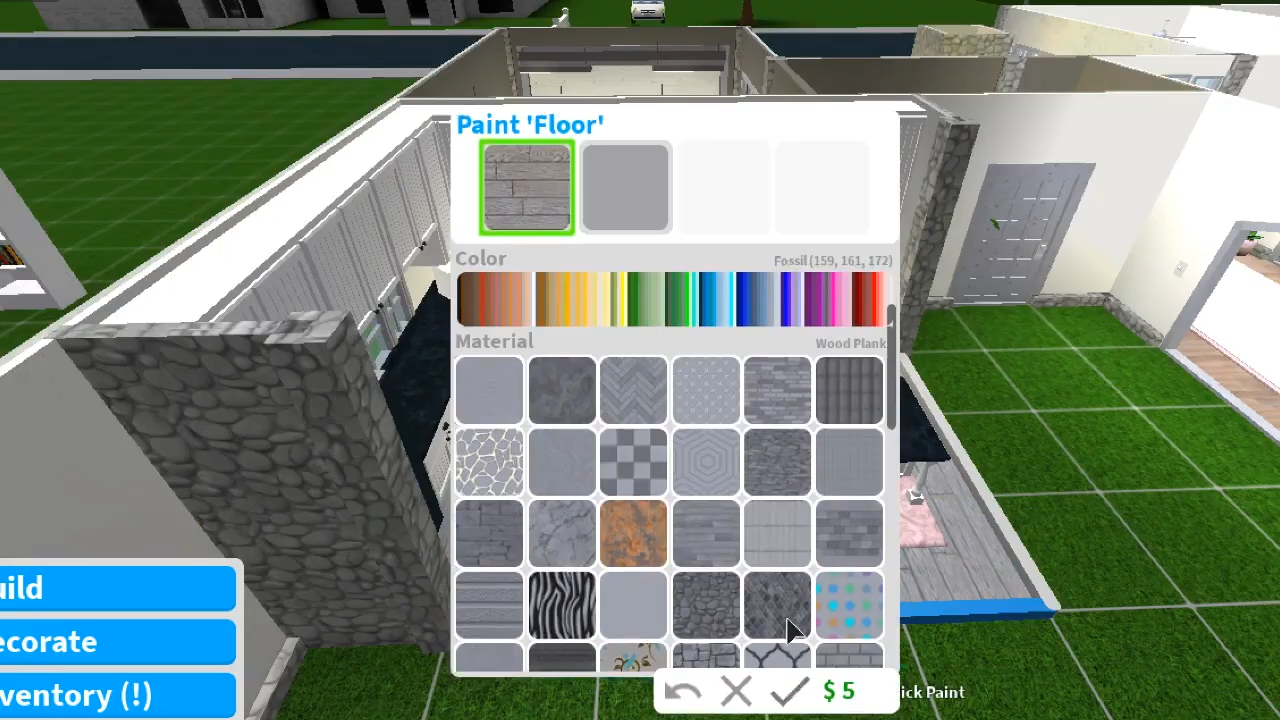 Paint 'Floor'
Color
Fossil (159, 161, 172)
Material
Wood Plank
uild
ecorate
ventory (!)
$ 5
ick Paint